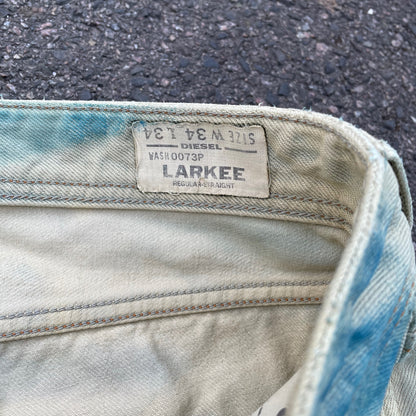 SIZE W 34 L 34
DIESEL
WASH 0073P
LARKEE
REGULAR-STRAIGHT